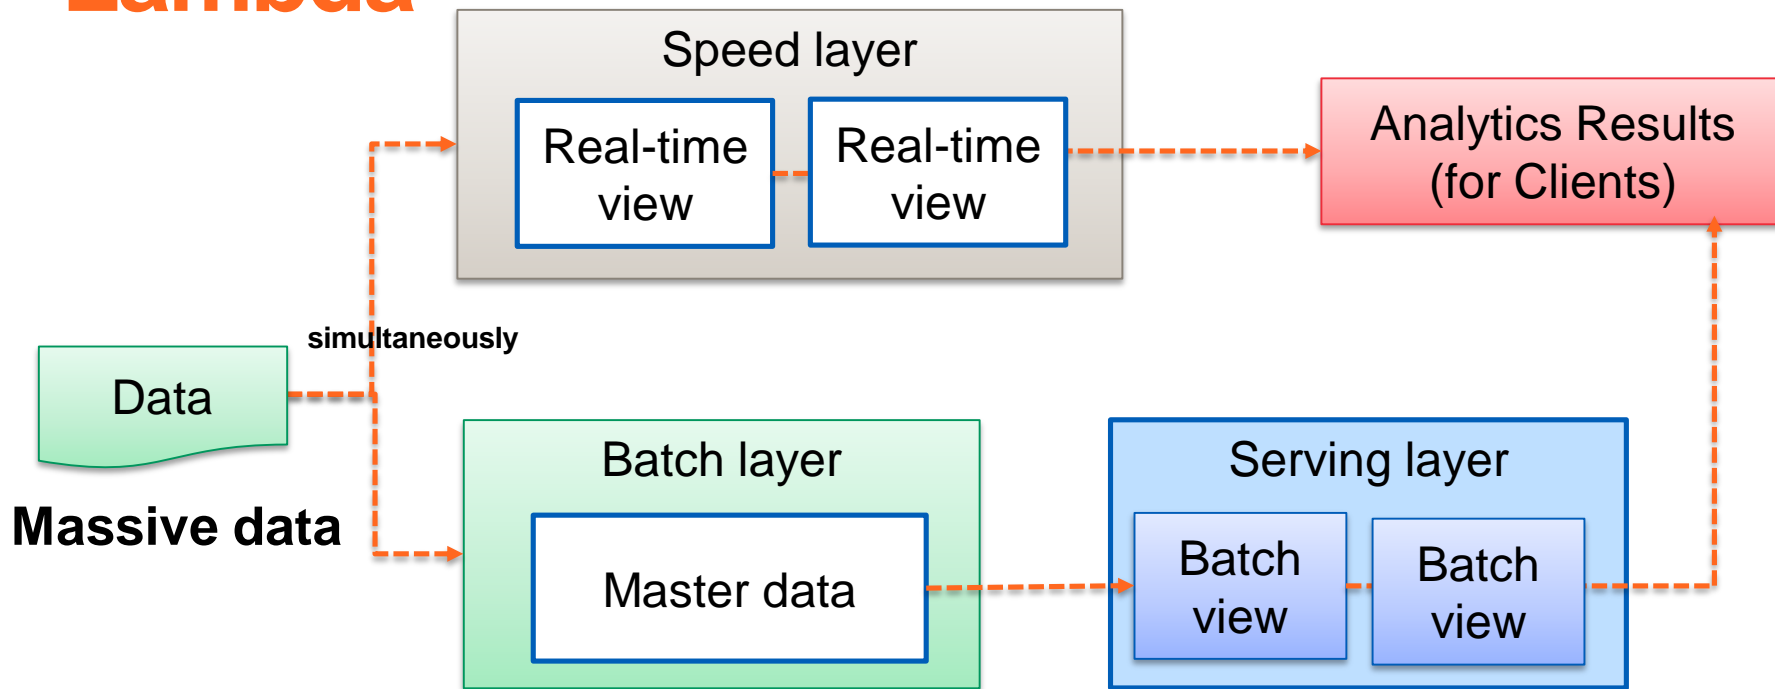 Lambda
Speed layer
Real-time
view
Real-time
view
Analytics Results
(for Clients)
simultaneously
Data
Massive data
Batch layer
Master data
Serving layer
Batch
view
Batch
view